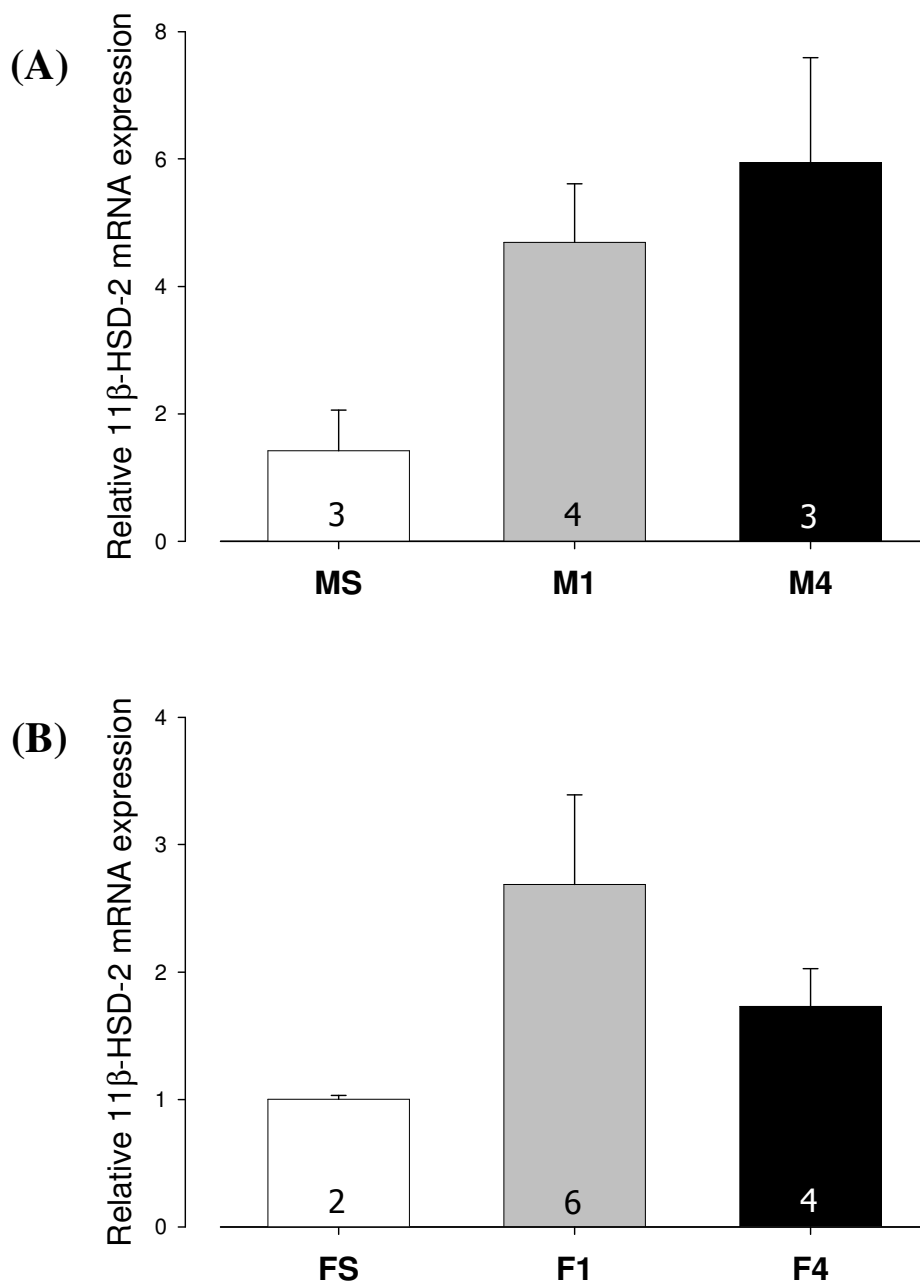 (A)
Relative 11β-HSD-2 mRNA expression
8
6
4
2
0
3
4
3
MS M1 M4
(B)
Relative 11β-HSD-2 mRNA expression
4
3
2
1
0
2
6
4
FS F1 F4